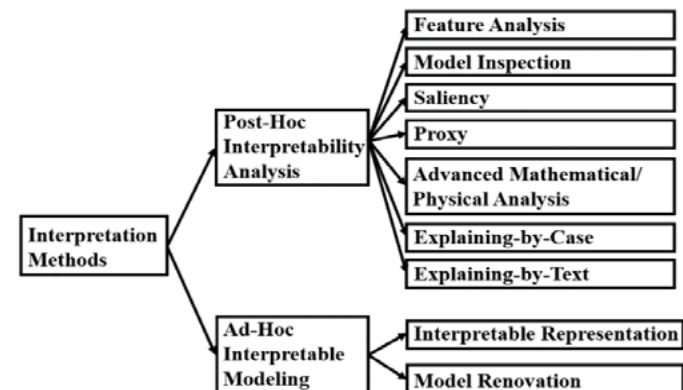 Interpretation
Methods
Post-Hoc
Interpretability
Analysis
Feature Analysis
Model Inspection
Saliency
Proxy
Advanced Mathematical/
Physical Analysis
Explaining-by-Case
Explaining-by-Text
Ad-Hoc
Interpretable
Modeling
Interpretable Representation
Model Renovation